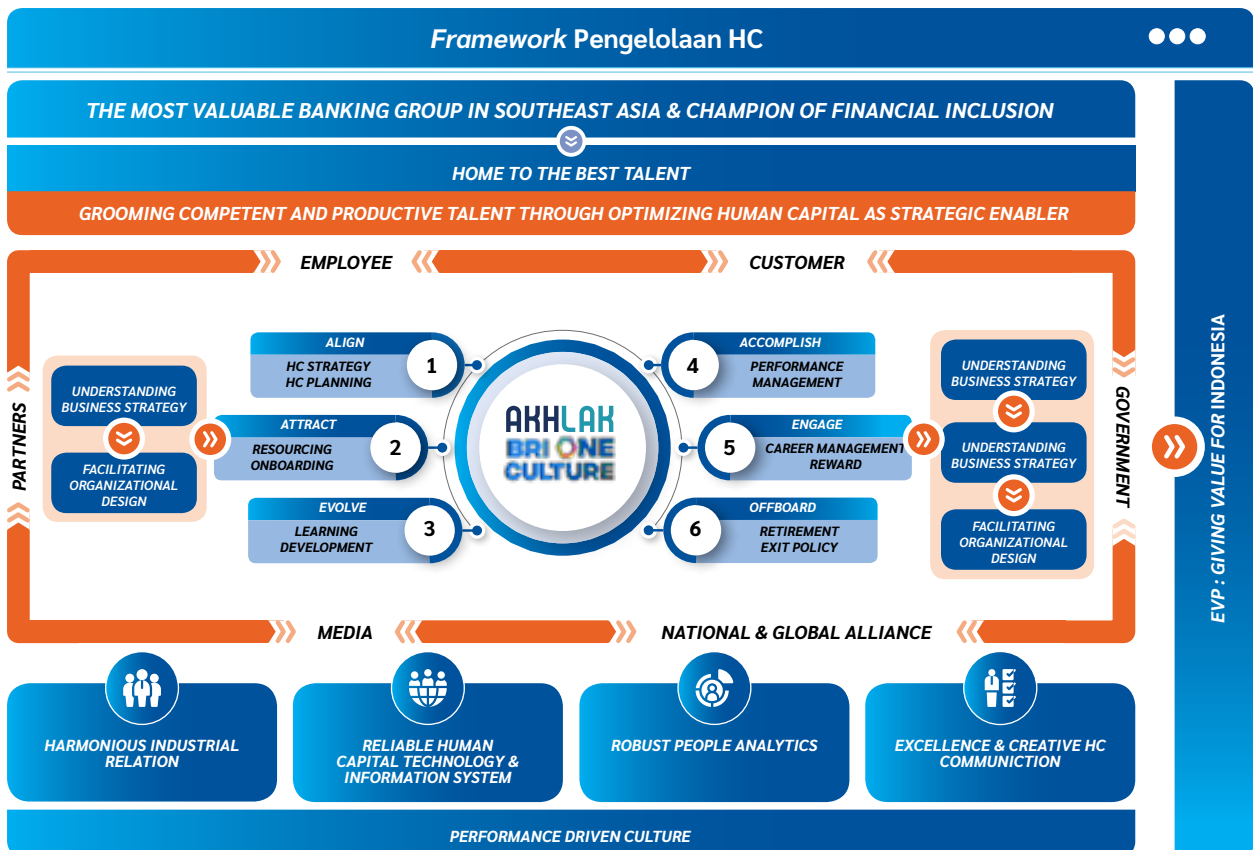 Framework Pengelolaan HC
THE MOST VALUABLE BANKING GROUP IN SOUTHEAST ASIA & CHAMPION OF FINANCIAL INCLUSION
HOME TO THE BEST TALENT
GROOMING COMPETENT AND PRODUCTIVE TALENT THROUGH OPTIMIZING HUMAN CAPITAL AS STRATEGIC ENABLER
EMPLOYEE
CUSTOMER
PARTNERS
UNDERSTANDING
BUSINESS STRATEGY
FACILITATING
ORGANIZATIONAL
DESIGN
ALIGN
HC STRATEGY
HC PLANNING
1
ATTRACT
RESOURCING
ONBOARDING
2
EVOLVE
LEARNING
DEVELOPMENT
3
AKHLAK
BRI ONE
CULTURE
4
ACCOMPLISH
PERFORMANCE
MANAGEMENT
5
ENGAGE
CAREER MANAGEMENT
REWARD
6
OFFBOARD
RETIREMENT
EXIT POLICY
UNDERSTANDING
BUSINESS STRATEGY
UNDERSTANDING
BUSINESS STRATEGY
FACILITATING
ORGANIZATIONAL
DESIGN
GOVERNMENT
MEDIA
NATIONAL & GLOBAL ALLIANCE
HARMONIOUS INDUSTRIAL
RELATION
RELIABLE HUMAN
CAPITAL TECHNOLOGY &
INFORMATION SYSTEM
ROBUST PEOPLE ANALYTICS
EXCELLENCE & CREATIVE HC
COMMUNICTION
PERFORMANCE DRIVEN CULTURE
EVP : GIVING VALUE FOR INDONESIA